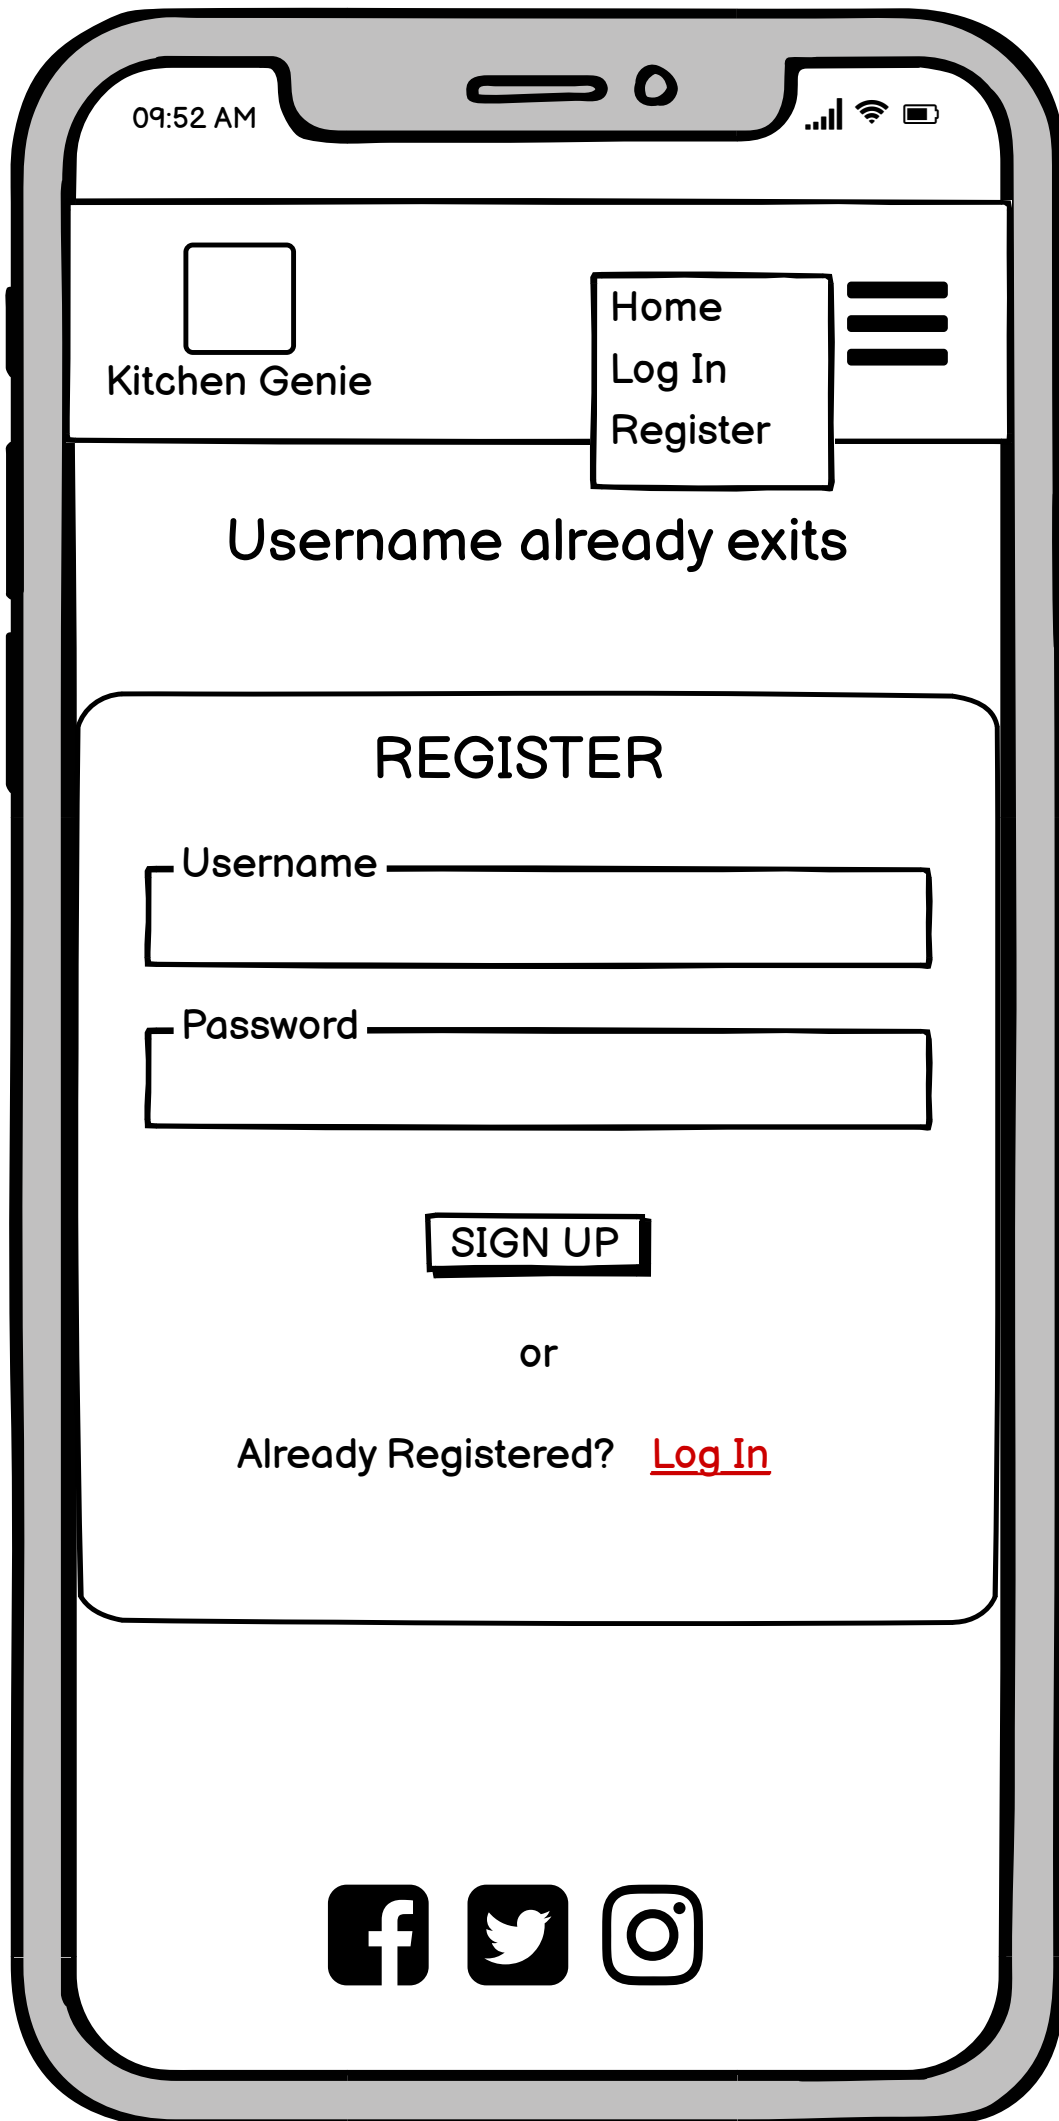 09:52 AM
Kitchen Genie
Home
Log In
Register
Username already exits
REGISTER
Username
Password
SIGN UP
or
Already Registered? Log In